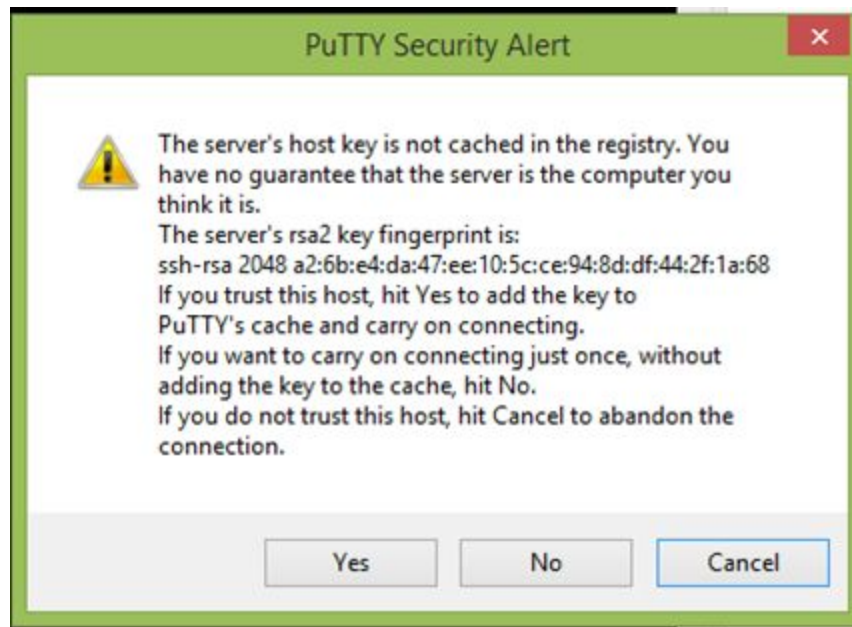 PuTTY Security Alert
The server's host key is not cached in the registry. You
have no guarantee that the server is the computer you
think it is.
The server's rsa2 key fingerprint is:
ssh-rsa 2048 a2:6b:e4:da:47:ee:10:5c:ce:94:8d:df:44:2f:1a:68
If you trust this host, hit Yes to add the key to
PuTTY's cache and carry on connecting.
If you want to carry on connecting just once, without
adding the key to the cache, hit No.
If you do not trust this host, hit Cancel to abandon the
connection.
Yes No Cancel